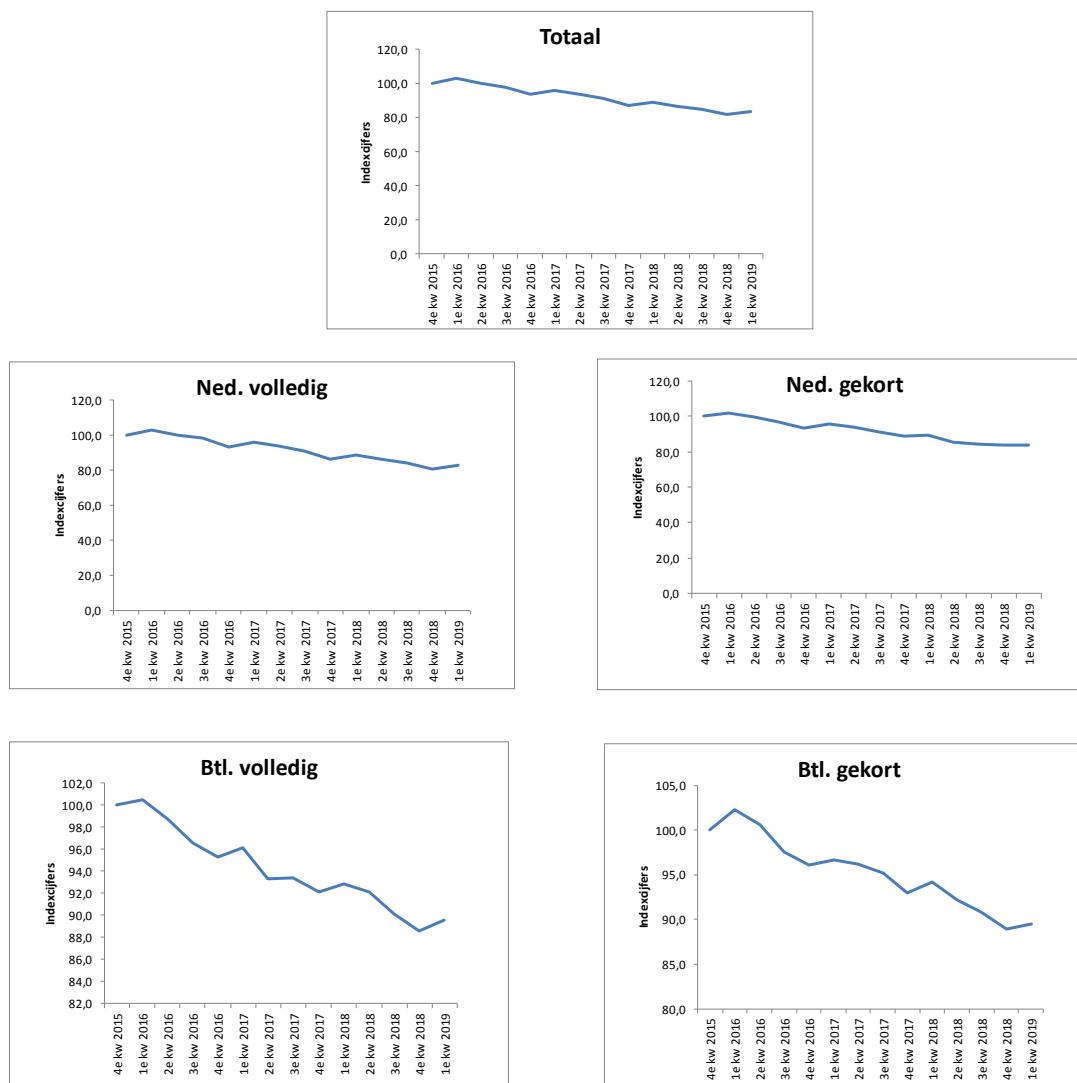 Totaal
Indexcijfers
120,0
100,0
80,0
60,0
40,0
20,0
0,0
4e kw 2015
1e kw 2016
2e kw 2016
3e kw 2016
4e kw 2016
1e kw 2017
2e kw 2017
3e kw 2017
4e kw 2017
1e kw 2018
2e kw 2018
3e kw 2018
4e kw 2018
1e kw 2019
Ned. volledig
Indexcijfers
120,0
100,0
80,0
60,0
40,0
20,0
0,0
4e kw 2015
1e kw 2016
2e kw 2016
3e kw 2016
4e kw 2016
1e kw 2017
2e kw 2017
3e kw 2017
4e kw 2017
1e kw 2018
2e kw 2018
3e kw 2018
4e kw 2018
1e kw 2019
Ned. gekort
Indexcijfers
120,0
100,0
80,0
60,0
40,0
20,0
0,0
4e kw 2015
1e kw 2016
2e kw 2016
3e kw 2016
4e kw 2016
1e kw 2017
2e kw 2017
3e kw 2017
4e kw 2017
1e kw 2018
2e kw 2018
3e kw 2018
4e kw 2018
1e kw 2019
Btl. volledig
Indexcijfers
102,0
100,0
98,0
96,0
94,0
92,0
90,0
88,0
86,0
84,0
82,0
4e kw 2015
1e kw 2016
2e kw 2016
3e kw 2016
4e kw 2016
1e kw 2017
2e kw 2017
3e kw 2017
4e kw 2017
1e kw 2018
2e kw 2018
3e kw 2018
4e kw 2018
1e kw 2019
Btl. gekort
Indexcijfers
105,0
100,0
95,0
90,0
85,0
80,0
4e kw 2015
1e kw 2016
2e kw 2016
3e kw 2016
4e kw 2016
1e kw 2017
2e kw 2017
3e kw 2017
4e kw 2017
1e kw 2018
2e kw 2018
3e kw 2018
4e kw 2018
1e kw 2019